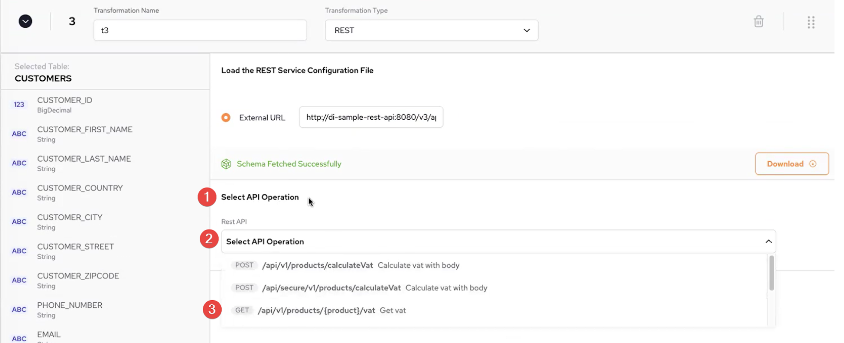 3
Transformation Name
t3
Transformation Type
REST
Selected Table:
CUSTOMERS
123 CUSTOMER_ID
BigDecimal
ABC CUSTOMER_FIRST_NAME
String
ABC CUSTOMER_LAST_NAME
String
ABC CUSTOMER_COUNTRY
String
ABC CUSTOMER_CITY
String
ABC CUSTOMER_STREET
String
ABC CUSTOMER_ZIPCODE
String
ABC PHONE_NUMBER
String
ABC EMAIL
Load the REST Service Configuration File
External URL http://di-sample-rest-api:8080/v3/a
Schema Fetched Successfully
Download
1 Select API Operation
Rest API
2 Select API Operation
POST /api/v1/products/calculateVat Calculate vat with body
POST /api/secure/v1/products/calculateVat Calculate vat with body
3 GET /api/v1/products/{product}/vat Get vat